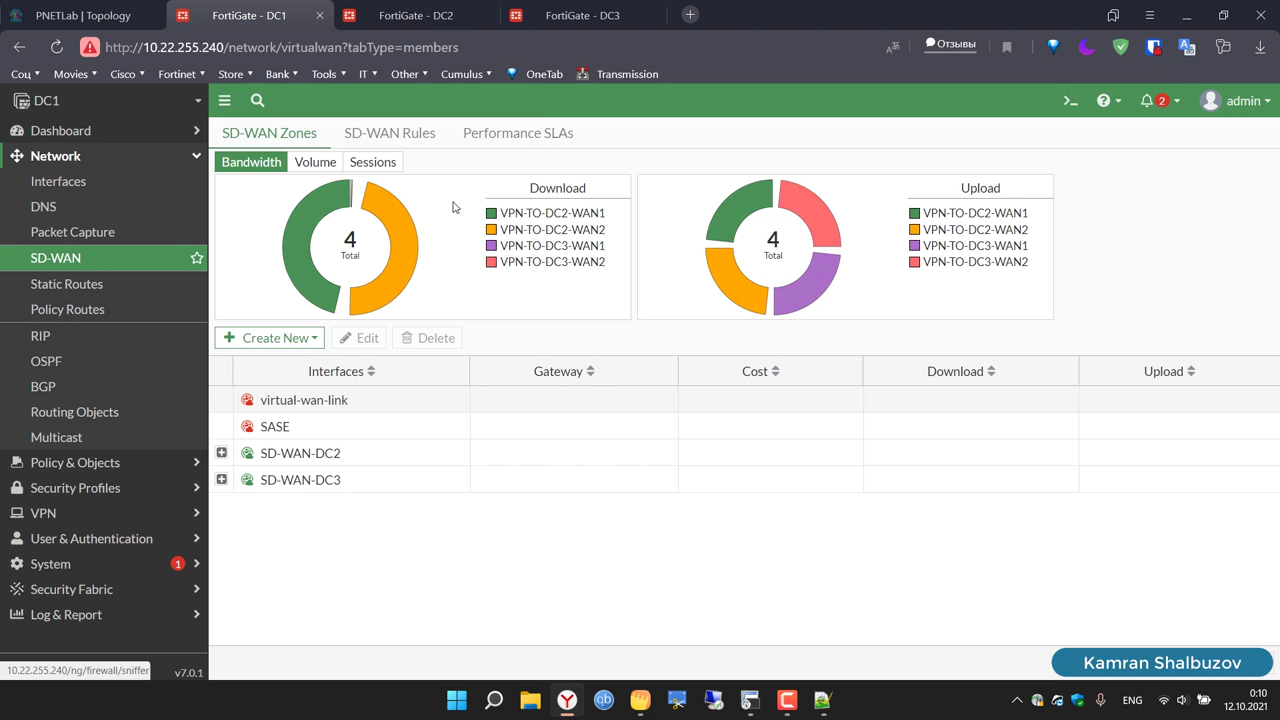 PNETLab | Topology
FortiGate - DC1
FortiGate - DC2
FortiGate - DC3
http://10.22.255.240/network/virtualwan?tabType=members
Отзывы
Соц
Movies
Cisco
Fortinet
Store
Bank
Tools
IT
Other
Cumulus
OneTab
Transmission
DC1
2
admin
Dashboard
Network
Interfaces
DNS
Packet Capture
SD-WAN
Static Routes
Policy Routes
RIP
OSPF
BGP
Routing Objects
Multicast
Policy & Objects
Security Profiles
VPN
User & Authentication
System
1
Security Fabric
Log & Report
10.22.255.240/ng/firewall/sniffer
v7.0.1
SD-WAN Zones
SD-WAN Rules
Performance SLAs
Bandwidth
Volume
Sessions
4
Total
Download
VPN-TO-DC2-WAN1
VPN-TO-DC2-WAN2
VPN-TO-DC3-WAN1
VPN-TO-DC3-WAN2
4
Total
Upload
VPN-TO-DC2-WAN1
VPN-TO-DC2-WAN2
VPN-TO-DC3-WAN1
VPN-TO-DC3-WAN2
Create New
Edit
Delete
Interfaces
Gateway
Cost
Download
Upload
virtual-wan-link
SASE
SD-WAN-DC2
SD-WAN-DC3
Kamran Shalbuzov
ENG
0:10
12.10.2021